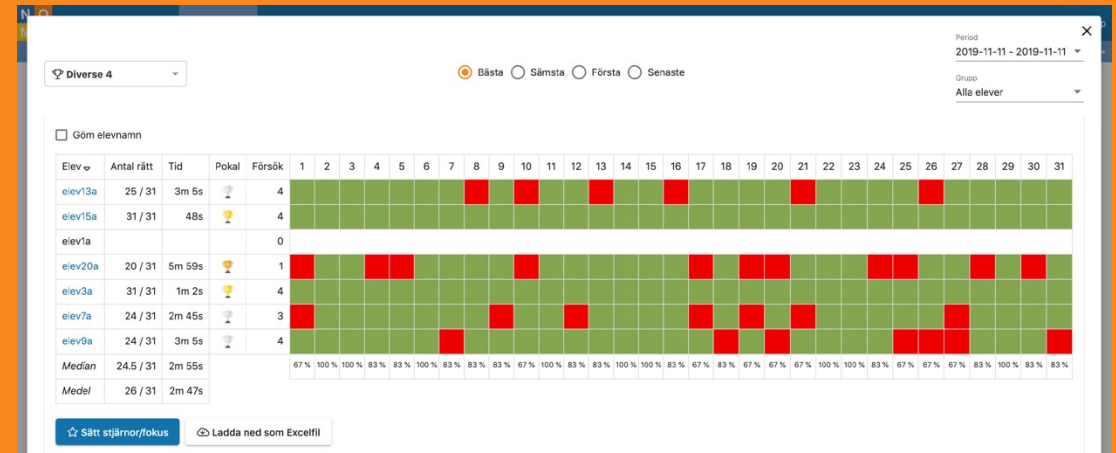 N O
M
Period
2019-11-11 - 2019-11-11
Diverse 4
Bästa Sämsta Första Senaste
Grupp
Alla elever
Göm elevnamn
Elev Antal rätt Tid Pokal Försök 1 2 3 4 5 6 7 8 9 10 11 12 13 14 15 16 17 18 19 20 21 22 23 24 25 26 27 28 29 30 31
elev13a 25 / 31 3m 5s 4
elev15a 31 / 31 48s 4
elev1a 0
elev20a 20 / 31 5m 59s 1
elev3a 31 / 31 1m 2s 4
elev7a 24 / 31 2m 45s 3
elev9a 24 / 31 3m 5s 4
Median 24.5 / 31 2m 55s 67 % 100 % 100 % 83 % 83 % 100 % 83 % 83 % 83 % 67 % 100 % 83 % 83 % 100 % 100 % 83 % 67 % 83 % 67 % 67 % 67 % 100 % 100 % 83 % 67 % 67 % 67 % 83 % 100 % 83 % 83 %
Medel 26 / 31 2m 47s
Sätt stjärnor/fokus Ladda ned som Excelfil